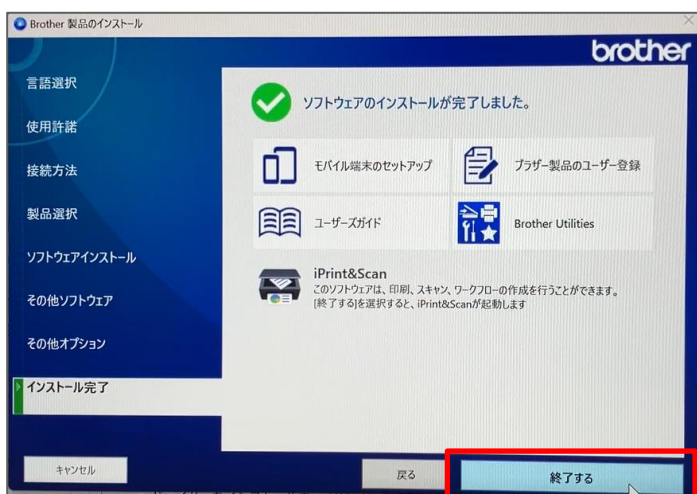 Brother 製品のインストール
brother
言語選択
使用許諾
接続方法
製品選択
ソフトウェアインストール
その他ソフトウェア
その他オプション
インストール完了
ソフトウェアのインストールが完了しました。
モバイル端末のセットアップ
ブラザー製品のユーザー登録
ユーザーズガイド
Brother Utilities
iPrint&Scan
このソフトウェアは、印刷、スキャン、ワークフローの作成を行うことができます。
[終了する]を選択すると、iPrint&Scanが起動します
キャンセル
戻る
終了する